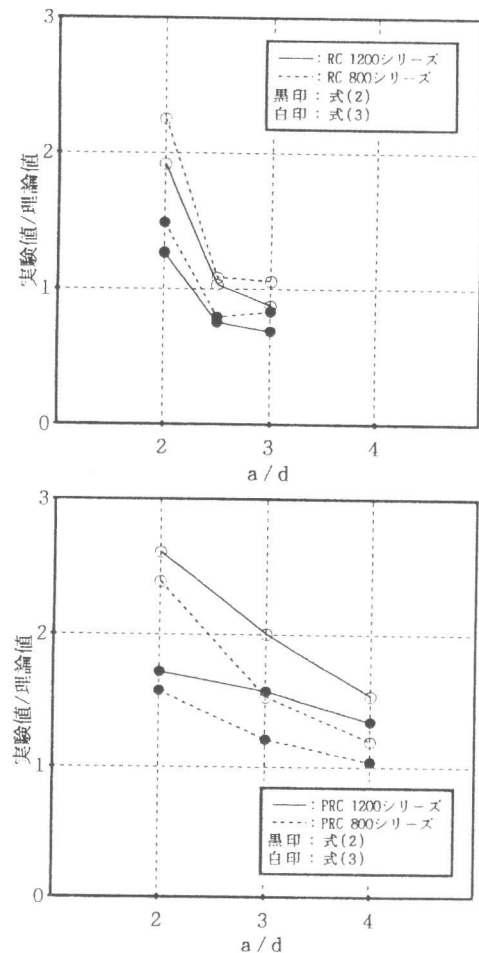 3
――: RC 1200シリーズ
-----: RC 800シリーズ
黒印: 式(2)
白印: 式(3)
2
実験値/理論値
1
0
2 3 4
a/d
3
2
実験値/理論値
1
――: PRC 1200シリーズ
-----: PRC 800シリーズ
黒印: 式(2)
白印: 式(3)
0
2 3 4
a/d